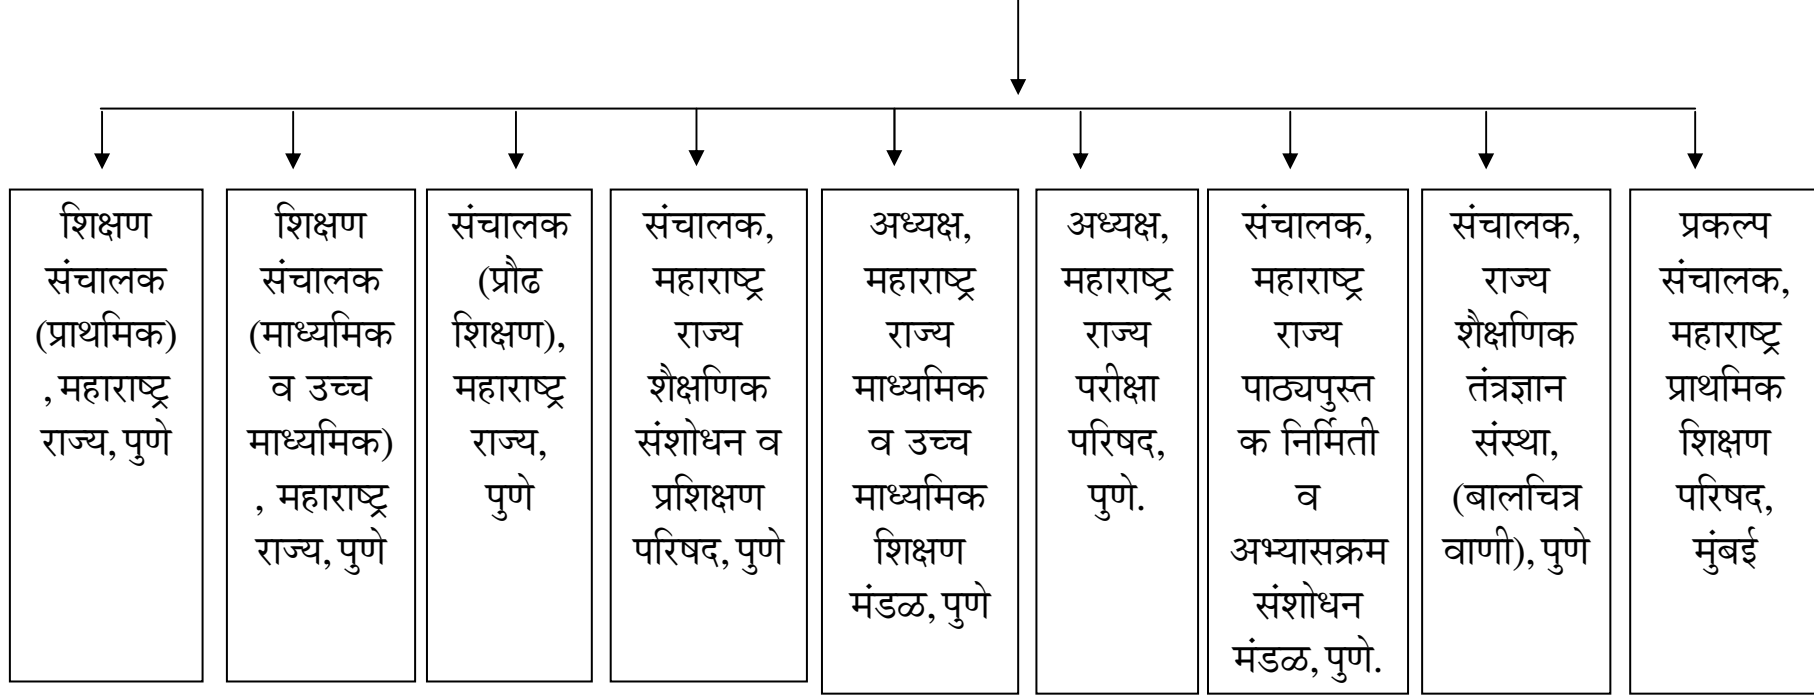 शिक्षण
संचालक
(प्राथमिक)
, महाराष्ट्र
राज्य, पुणे
शिक्षण
संचालक
(माध्यमिक
व उच्च
माध्यमिक)
, महाराष्ट्र
राज्य, पुणे
संचालक
(प्रौढ
शिक्षण),
महाराष्ट्र
राज्य,
पुणे
संचालक,
महाराष्ट्र
राज्य
शैक्षणिक
संशोधन व
प्रशिक्षण
परिषद, पुणे
अध्यक्ष,
महाराष्ट्र
राज्य
माध्यमिक
व उच्च
माध्यमिक
शिक्षण
मंडळ, पुणे
अध्यक्ष,
महाराष्ट्र
राज्य
परीक्षा
परिषद,
पुणे.
संचालक,
महाराष्ट्र
राज्य
पाठ्यपुस्त
क निर्मिती
व
अभ्यासक्रम
संशोधन
मंडळ, पुणे.
संचालक,
राज्य
शैक्षणिक
तंत्रज्ञान
संस्था,
(बालचित्र
वाणी), पुणे
प्रकल्प
संचालक,
महाराष्ट्र
प्राथमिक
शिक्षण
परिषद,
मुंबई